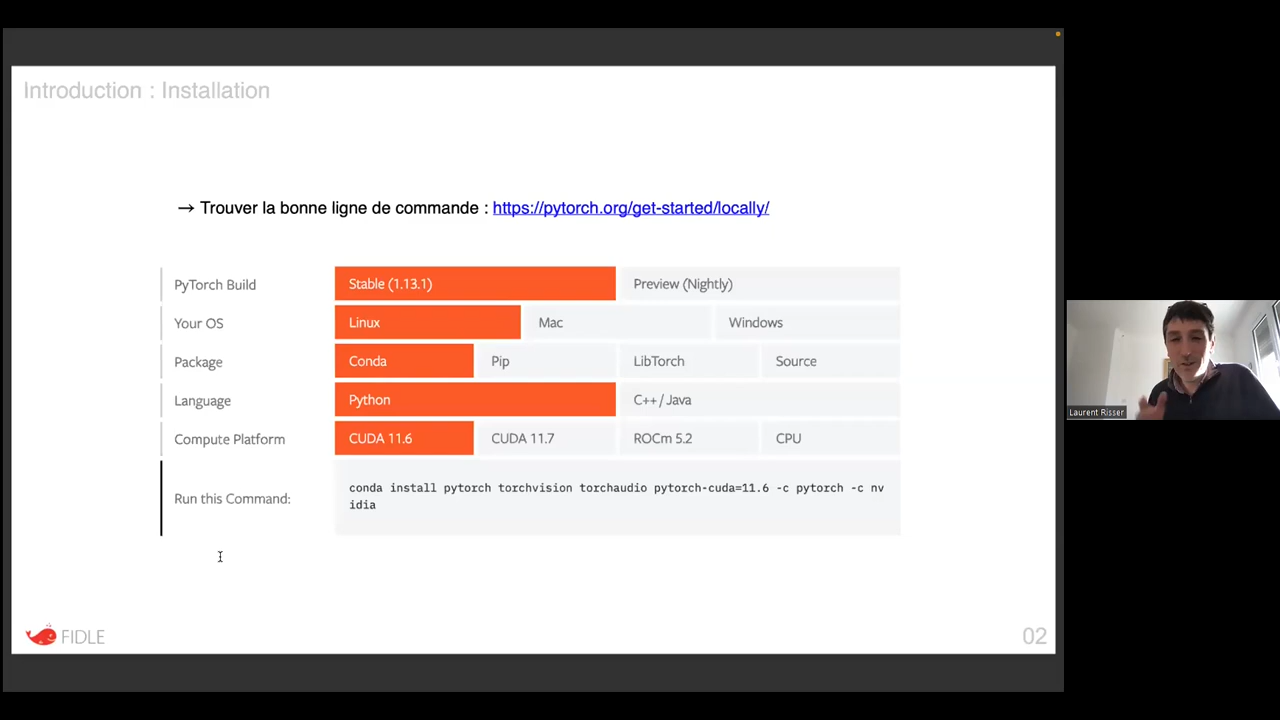 Introduction : Installation
→ Trouver la bonne ligne de commande : https://pytorch.org/get-started/locally/
PyTorch Build Stable (1.13.1) Preview (Nightly)
Your OS Linux Mac Windows
Package Conda Pip LibTorch Source
Language Python C++ / Java
Compute Platform CUDA 11.6 CUDA 11.7 ROCm 5.2 CPU
Run this Command: conda install pytorch torchvision torchaudio pytorch-cuda=11.6 -c pytorch -c nv
idia
Laurent Risser
FIDLE 02